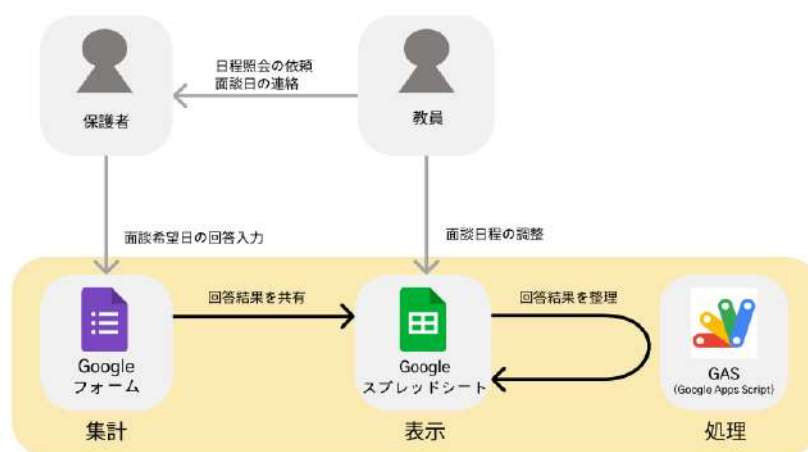 日程照会の依頼
面談日の連絡
保護者
教員
面談希望日の回答入力
面談日程の調整
回答結果を共有
回答結果を整理
Google
フォーム
Google
スプレッドシート
GAS
(Google Apps Script)
集計
表示
処理